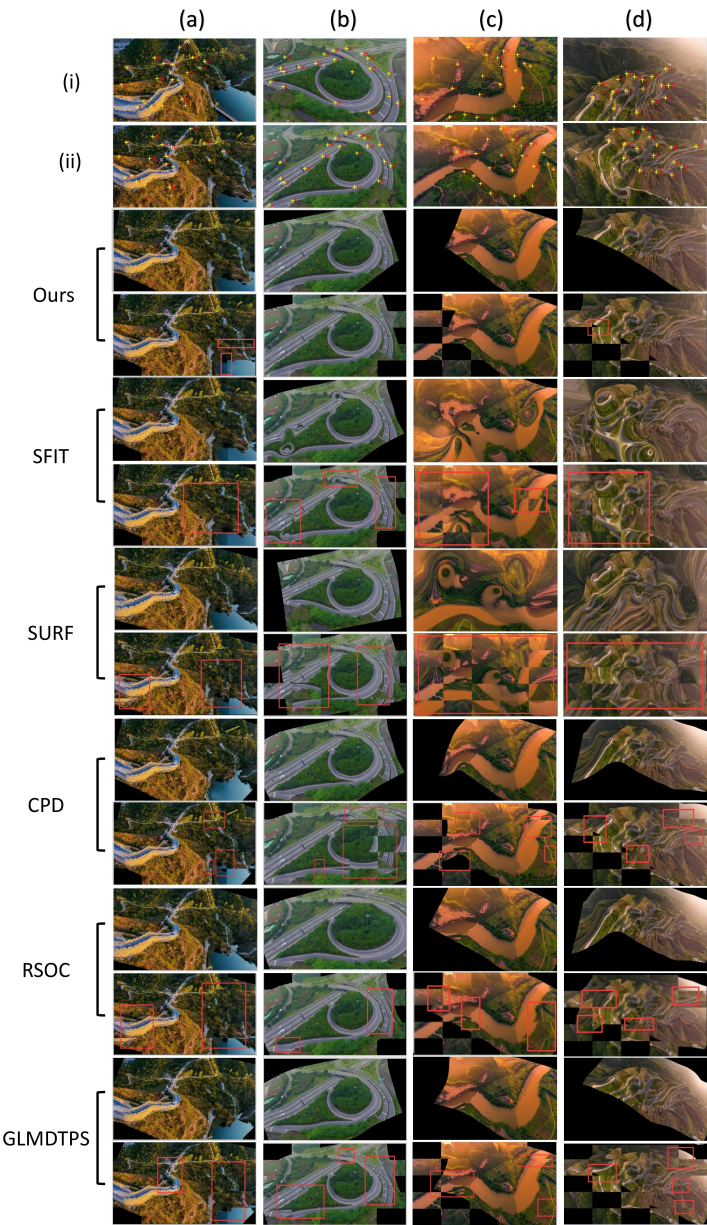 (a) (b) (c) (d)
(i)
(ii)
Ours
SFIT
SURF
CPD
RSOC
GLMDTPS